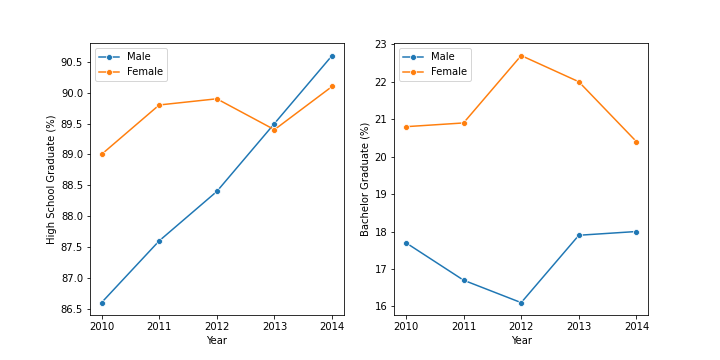 High School Graduate (%)
90.5
90.0
89.5
89.0
88.5
88.0
87.5
87.0
86.5
Male
Female
2010 2011 2012 2013 2014
Year
Bachelor Graduate (%)
23
22
21
20
19
18
17
16
Male
Female
2010 2011 2012 2013 2014
Year